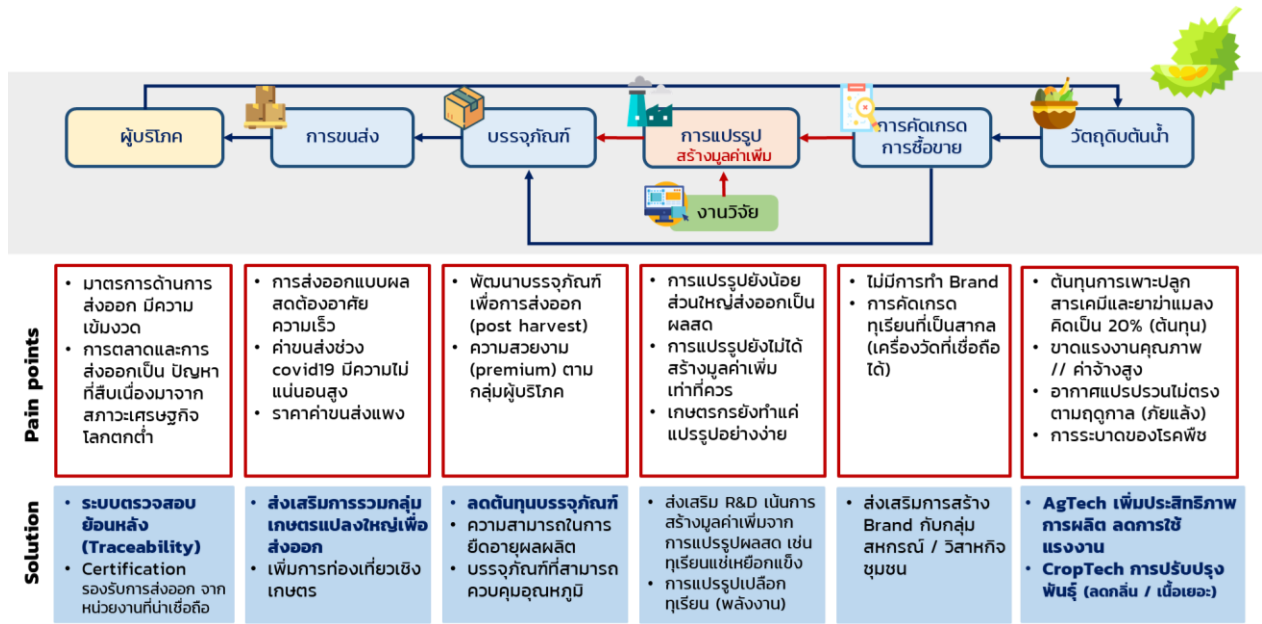 ผู้บริโภค
การขนส่ง
บรรจุภัณฑ์
การแปรรูป
สร้างมูลค่าเพิ่ม
การคัดเกรด
การซื้อขาย
วัตถุดิบต้นน้ำ
งานวิจัย
Pain points
• มาตรการด้านการ
ส่งออก มีความ
เข้มงวด
• การตลาดและการ
ส่งออกเป็น ปัญหา
ที่สืบเนื่องมาจาก
สภาวะเศรษฐกิจ
โลกตกต่ำ
• การส่งออกแบบผล
สดต้องอาศัย
ความเร็ว
• ค่าขนส่งช่วง
covid19 มีความไม่
แน่นอนสูง
• ราคาค่าขนส่งแพง
• พัฒนาบรรจุภัณฑ์
เพื่อการส่งออก
(post harvest)
• ความสวยงาม
(premium) ตาม
กลุ่มผู้บริโภค
• การแปรรูปยังน้อย
ส่วนใหญ่ส่งออกเป็น
ผลสด
• การแปรรูปยังไม่ได้
สร้างมูลค่าเพิ่ม
เท่าที่ควร
• เกษตรกรยังทำแค่
แปรรูปอย่างง่าย
• ไม่มีการทำ Brand
• การคัดเกรด
ทุเรียนที่เป็นสากล
(เครื่องวัดที่เชื่อถือ
ได้)
• ต้นทุนการเพาะปลูก
สารเคมีและยาฆ่าแมลง
คิดเป็น 20% (ต้นทุน)
• ขาดแรงงานคุณภาพ
// ค่าจ้างสูง
• อากาศแปรปรวนไม่ตรง
ตามฤดูกาล (ภัยแล้ง)
• การระบาดของโรคพืช
Solution
• ระบบตรวจสอบ
ย้อนหลัง
(Traceability)
• Certification
รองรับการส่งออก จาก
หน่วยงานที่น่าเชื่อถือ
• ส่งเสริมการรวมกลุ่ม
เกษตรแปลงใหญ่เพื่อ
ส่งออก
• เพิ่มการท่องเที่ยวเชิง
เกษตร
• ลดต้นทุนบรรจุภัณฑ์
• ความสามารถในการ
ยืดอายุผลผลิต
• บรรจุภัณฑ์ที่สามารถ
ควบคุมอุณหภูมิ
• ส่งเสริม R&D เน้นการ
สร้างมูลค่าเพิ่มจาก
การแปรรูปผลสด เช่น
ทุเรียนแช่เหยือกแข็ง
• การแปรรูปเปลือก
ทุเรียน (พลังงาน)
• ส่งเสริมการสร้าง
Brand กับกลุ่ม
สหกรณ์ / วิสาหกิจ
ชุมชน
• AgTech เพิ่มประสิทธิภาพ
การผลิต ลดการใช้
แรงงาน
• CropTech การปรับปรุง
พันธุ์ (ลดกลิ่น / เนื้อเยอะ)